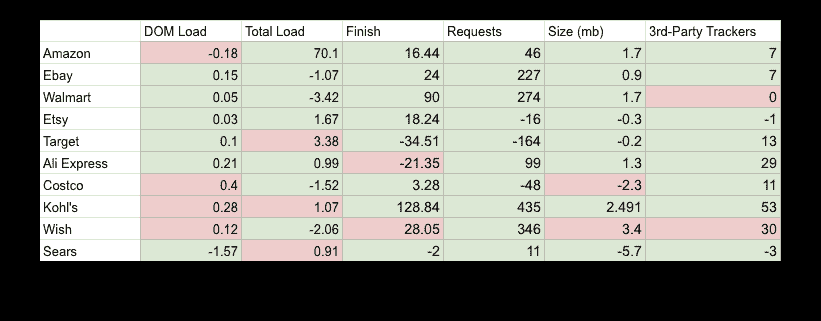 DOM Load Total Load Finish Requests Size (mb) 3rd-Party Trackers
Amazon -0.18 70.1 16.44 46 1.7 7
Ebay 0.15 -1.07 24 227 0.9 7
Walmart 0.05 -3.42 90 274 1.7 0
Etsy 0.03 1.67 18.24 -16 -0.3 -1
Target 0.1 3.38 -34.51 -164 -0.2 13
Ali Express 0.21 0.99 -21.35 99 1.3 29
Costco 0.4 -1.52 3.28 -48 -2.3 11
Kohl's 0.28 1.07 128.84 435 2.491 53
Wish 0.12 -2.06 28.05 346 3.4 30
Sears -1.57 0.91 -2 11 -5.7 -3